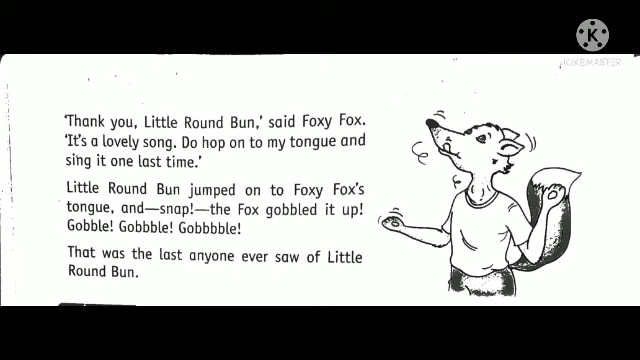 KINEMASTER
'Thank you, Little Round Bun,' said Foxy Fox.
'It's a lovely song. Do hop on to my tongue and
sing it one last time.'
Little Round Bun jumped on to Foxy Fox's
tongue, and—snap!—the Fox gobbled it up!
Gobble! Gobbble! Gobbbble!
That was the last anyone ever saw of Little
Round Bun.